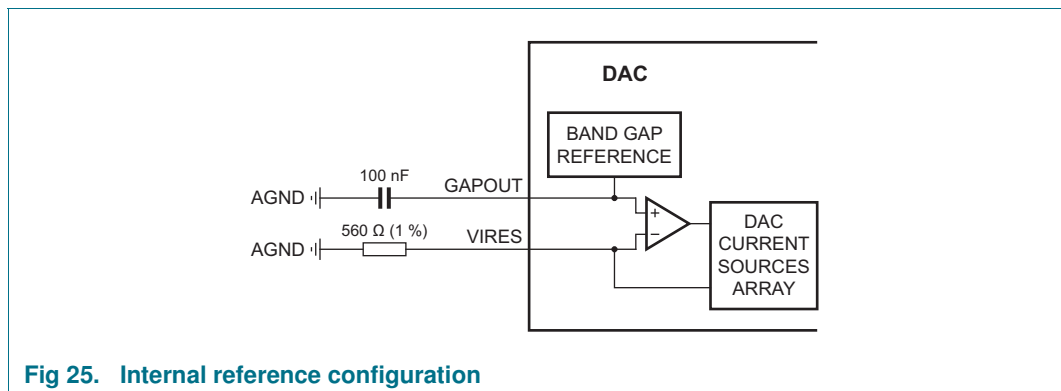 DAC
BAND GAP
REFERENCE
100 nF
AGND
GAPOUT
560 Ω (1 %)
AGND
VIRES
+
−
DAC
CURRENT
SOURCES
ARRAY
Fig 25. Internal reference configuration